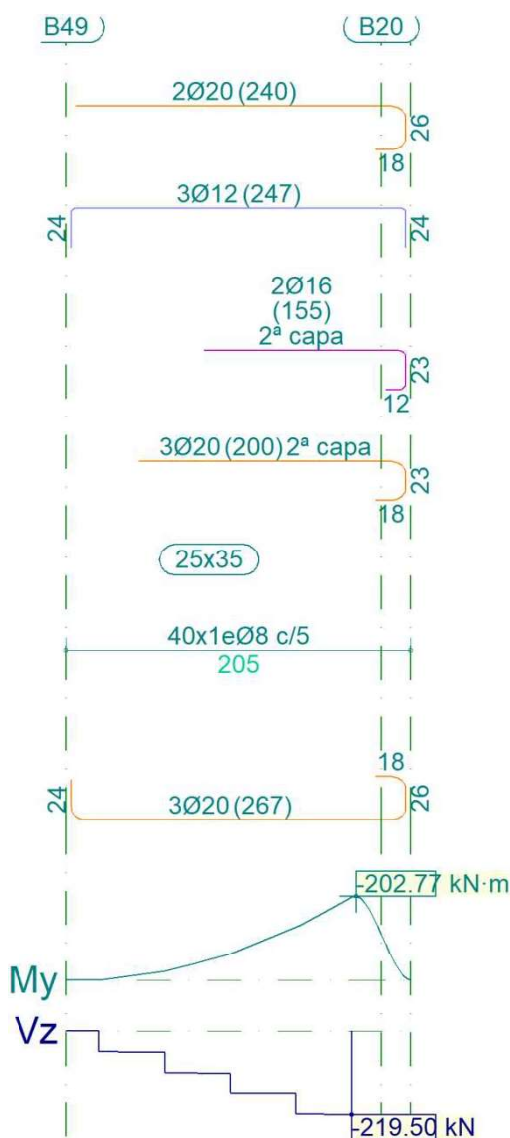 B49 B20
2Ø20 (240)
26
18
3Ø12 (247)
24 24
2Ø16
(155)
2ª capa
23
12
3Ø20 (200) 2ª capa
23
18
25x35
40x1eØ8 c/5
205
18
24 26
3Ø20 (267)
-202.77 kN·m
My
Vz
-219.50 kN